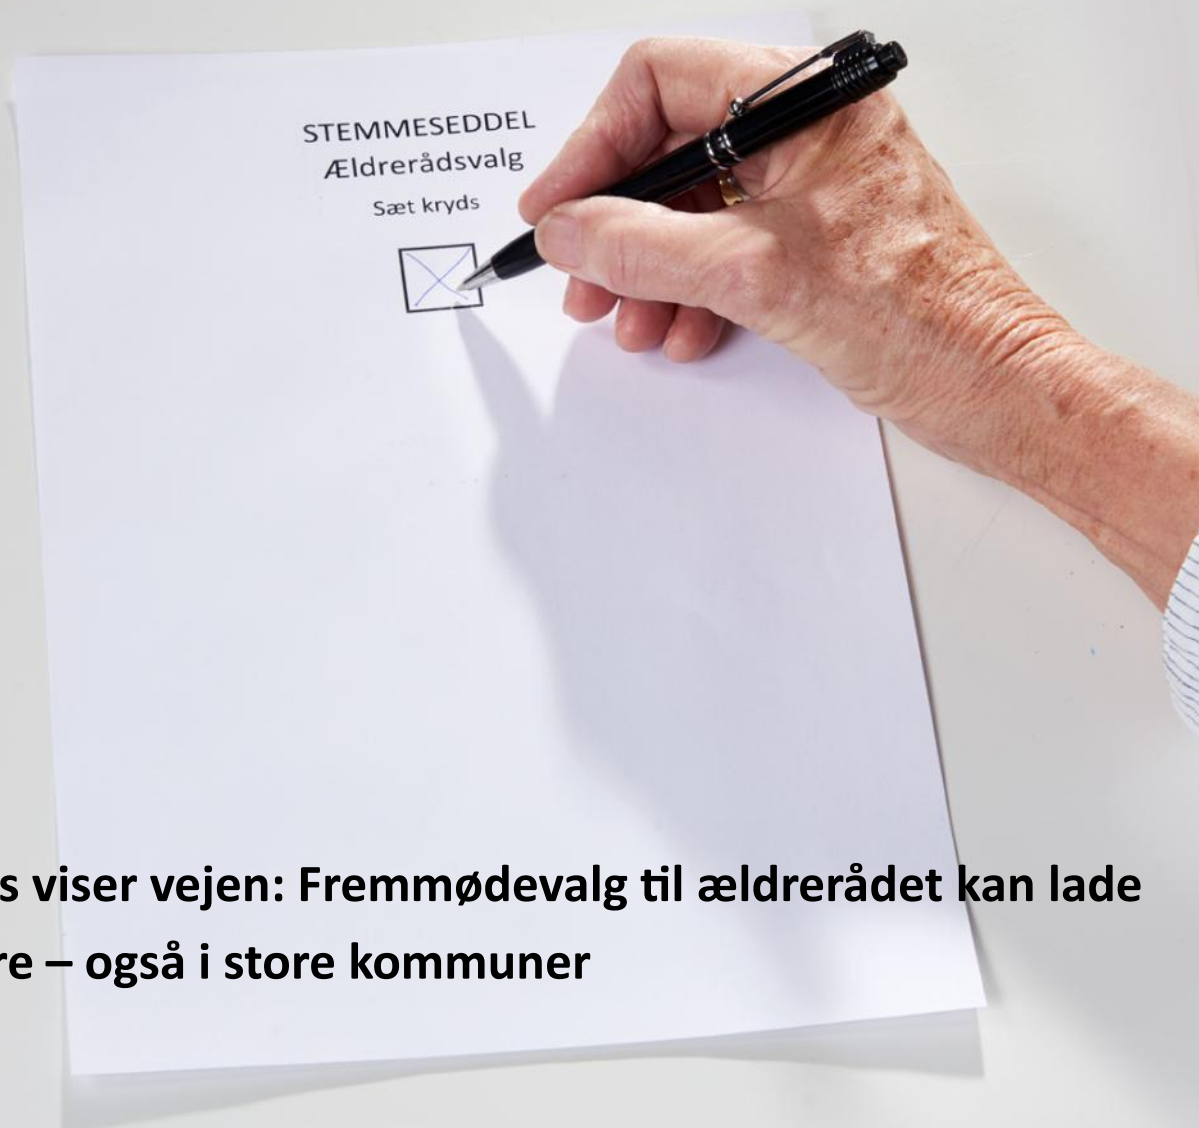 STEMMESEDDEL
Ældrerådsvalg
Sæt kryds
s viser vejen: Fremmødevalg til ældrerådet kan lade
re – også i store kommuner